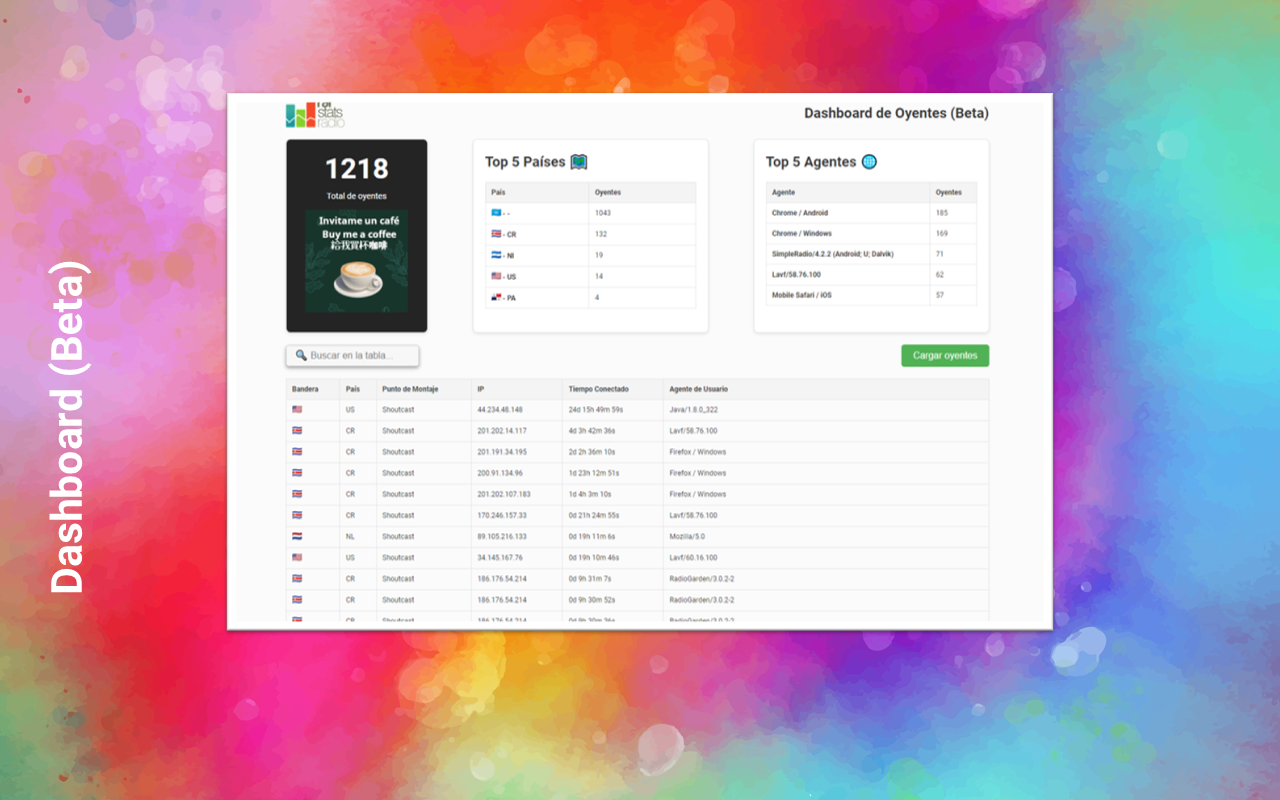 Dashboard (Beta)
stats
radio
Dashboard de Oyentes (Beta)
1218
Total de oyentes
Invitame un café
Buy me a coffee
給我買杯咖啡
Top 5 Países
País Oyentes
- - 1043
- CR 132
- NI 19
- US 14
- PA 4
Top 5 Agentes
Agente Oyentes
Chrome / Android 185
Chrome / Windows 169
SimpleRadio/4.2.2 (Android; U; Dalvik) 71
Lavf/58.76.100 62
Mobile Safari / iOS 57
Buscar en la tabla...
Cargar oyentes
Bandera País Punto de Montaje IP Tiempo Conectado Agente de Usuario
US Shoutcast 44.234.48.148 24d 15h 49m 59s Java/1.8.0_322
CR Shoutcast 201.202.14.117 4d 3h 42m 36s Lavf/58.76.100
CR Shoutcast 201.191.34.195 2d 2h 36m 10s Firefox / Windows
CR Shoutcast 200.91.134.96 1d 23h 12m 51s Firefox / Windows
CR Shoutcast 201.202.107.183 1d 4h 3m 10s Firefox / Windows
CR Shoutcast 170.246.157.33 0d 21h 24m 55s Lavf/58.76.100
NL Shoutcast 89.105.216.133 0d 19h 11m 6s Mozilla/5.0
US Shoutcast 34.145.167.76 0d 19h 10m 46s Lavf/60.16.100
CR Shoutcast 186.176.54.214 0d 9h 31m 7s RadioGarden/3.0.2-2
CR Shoutcast 186.176.54.214 0d 9h 30m 52s RadioGarden/3.0.2-2
CR Shoutcast 186.176.54.214 0d 9h 30m 36s RadioGarden/3.0.2-2